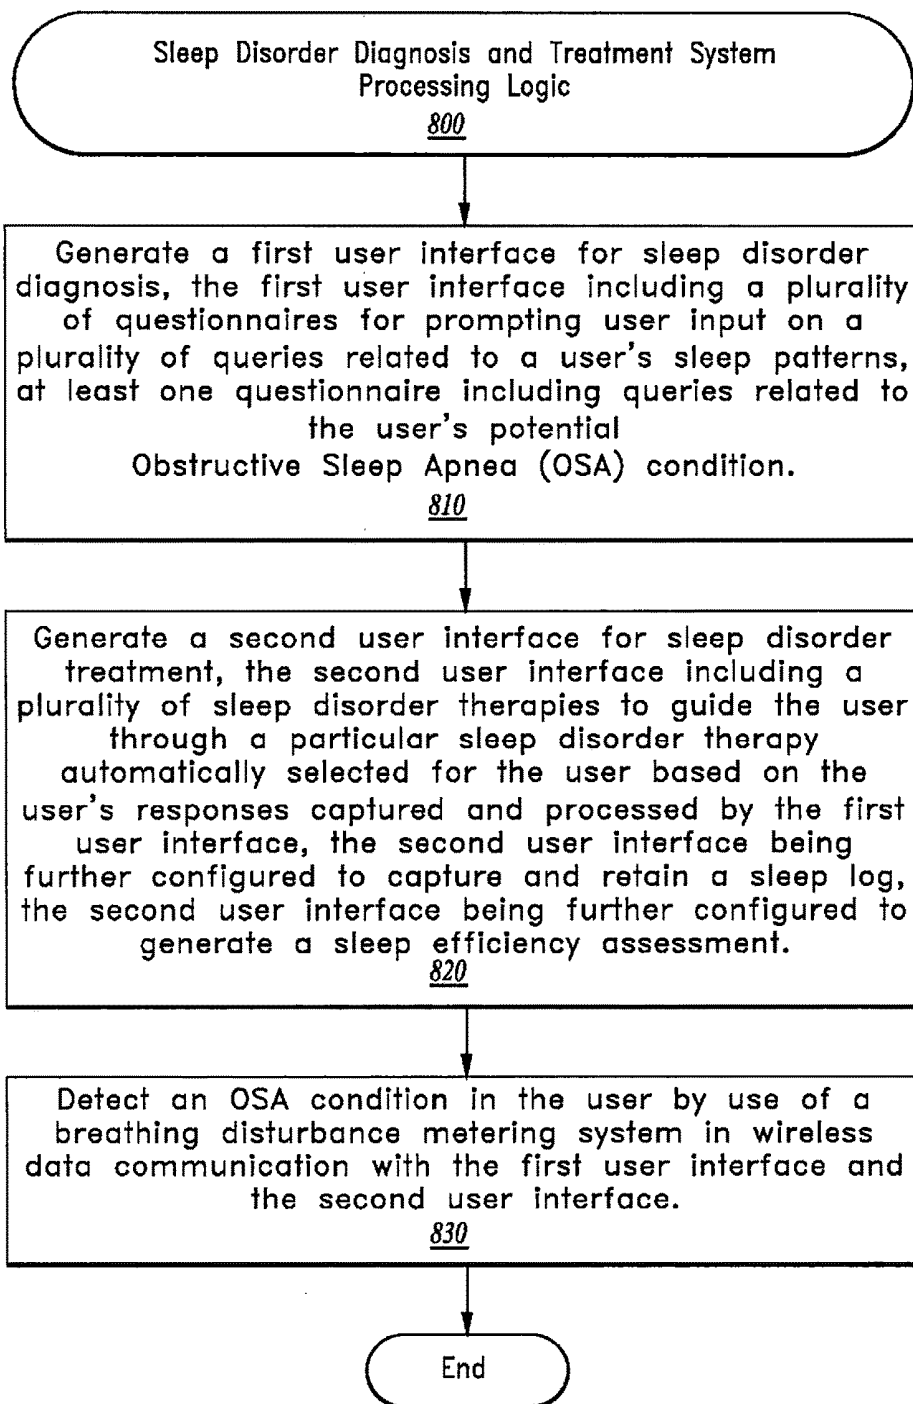 Sleep Disorder Diagnosis and Treatment System
Processing Logic
800
Generate a first user interface for sleep disorder
diagnosis, the first user interface including a plurality
of questionnaires for prompting user input on a
plurality of queries related to a user's sleep patterns,
at least one questionnaire including queries related to
the user's potential
Obstructive Sleep Apnea (OSA) condition.
810
Generate a second user interface for sleep disorder
treatment, the second user interface including a
plurality of sleep disorder therapies to guide the user
through a particular sleep disorder therapy
automatically selected for the user based on the
user's responses captured and processed by the first
user interface, the second user interface being
further configured to capture and retain a sleep log,
the second user interface being further configured to
generate a sleep efficiency assessment.
820
Detect an OSA condition in the user by use of a
breathing disturbance metering system in wireless
data communication with the first user interface and
the second user interface.
830
End